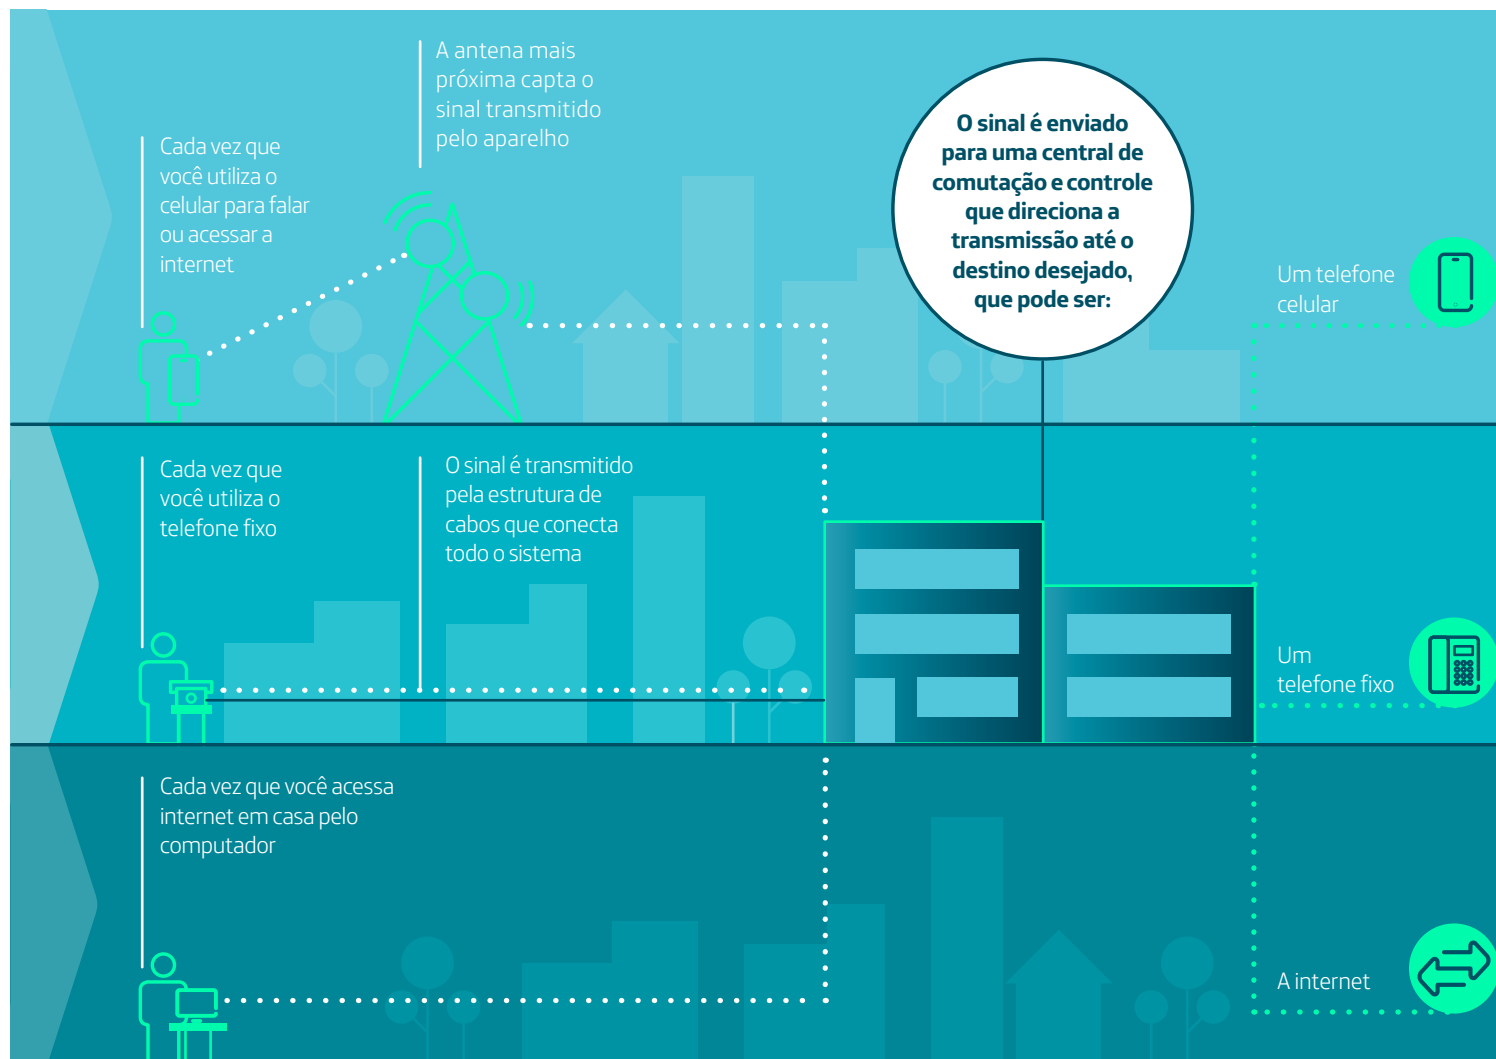 A antena mais
próxima capta o
sinal transmitido
pelo aparelho
Cada vez que
você utiliza o
celular para falar
ou acessar a
internet
O sinal é enviado
para uma central de
comutação e controle
que direciona a
transmissão até o
destino desejado,
que pode ser:
Um telefone
celular
Cada vez que
você utiliza o
telefone fixo
O sinal é transmitido
pela estrutura de
cabos que conecta
todo o sistema
Um
telefone fixo
Cada vez que você acessa
internet em casa pelo
computador
A internet